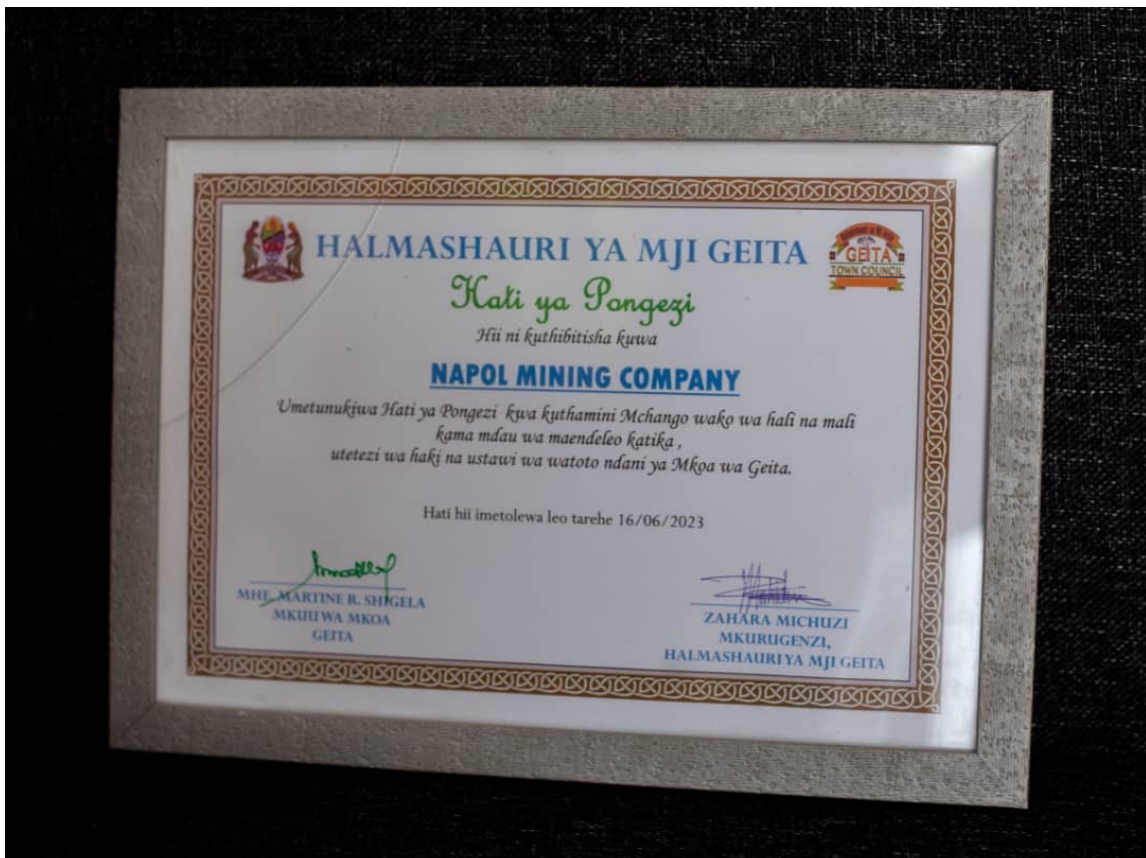 HALMASHAURI YA MJI GEITA
GEITA
TOWN COUNCIL
Hati ya Pongezi
Hii ni kuthibitisha kuwa
NAPOL MINING COMPANY
Umetunukiwa Hati ya Pongezi kwa kuthamini Mchango wako wa hali na mali
kama mdau wa maendeleo katika ,
utetezi wa haki na ustawi wa watoto ndani ya Mkoa wa Geita.
Hati hii imetolewa leo tarehe 16/06/2023
MHE. MARTINE R. SHIGELA
MKUU WA MKOA
GEITA
ZAHARA MICHUZI
MKURUGENZI,
HALMASHAURI YA MJI GEITA